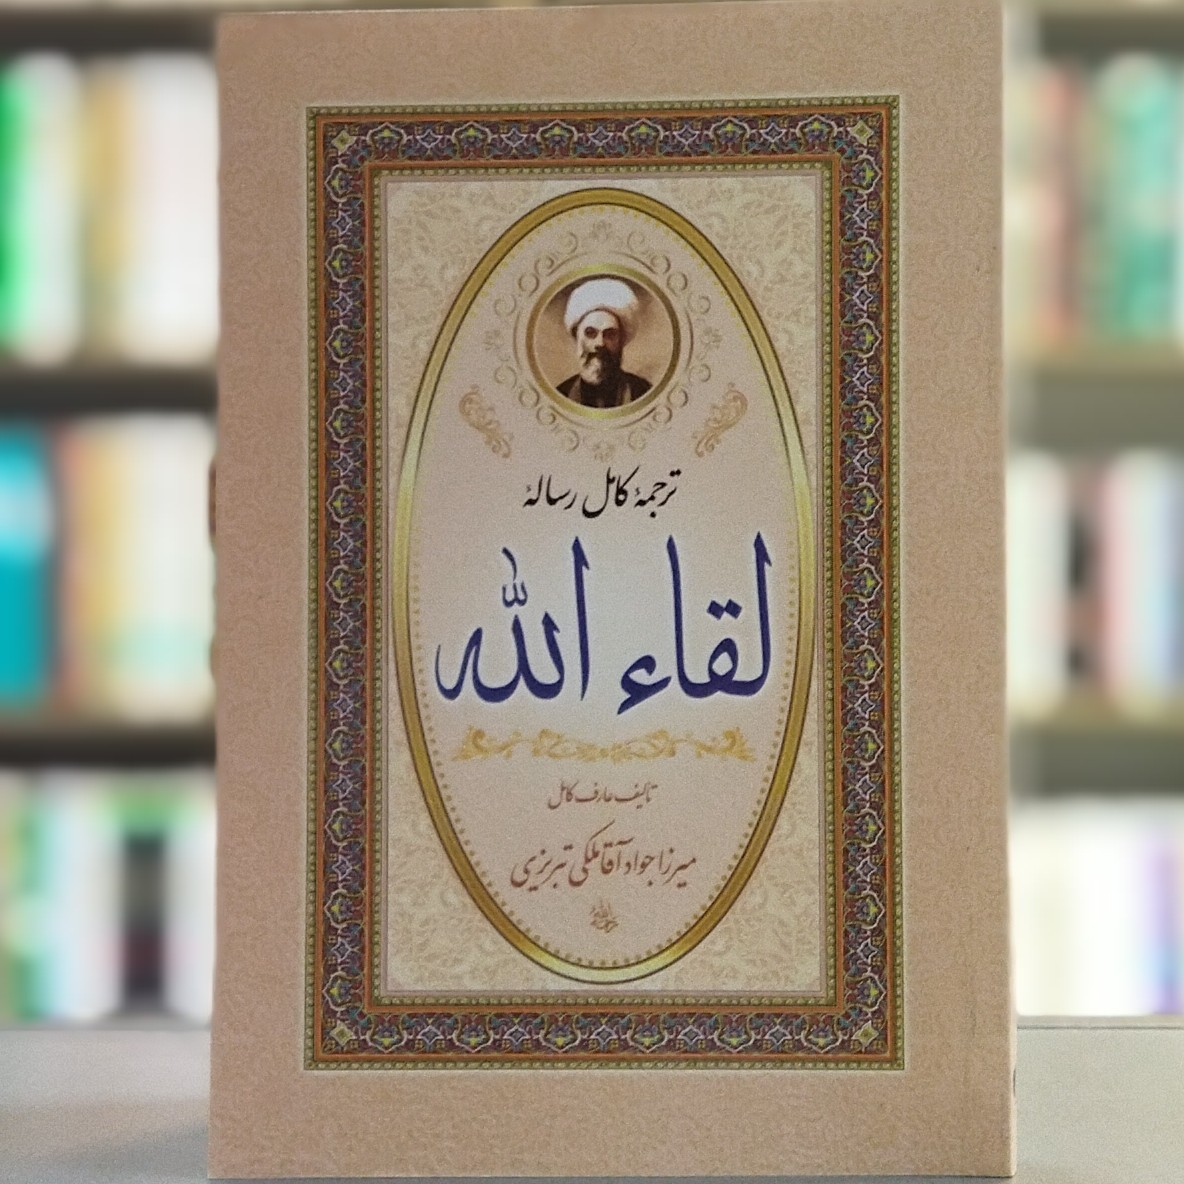 ترجمهٔ کامل رسالهٔ
لقاء الله
تألیف عارف کامل
میرزا جواد آقا ملکی تبریزی